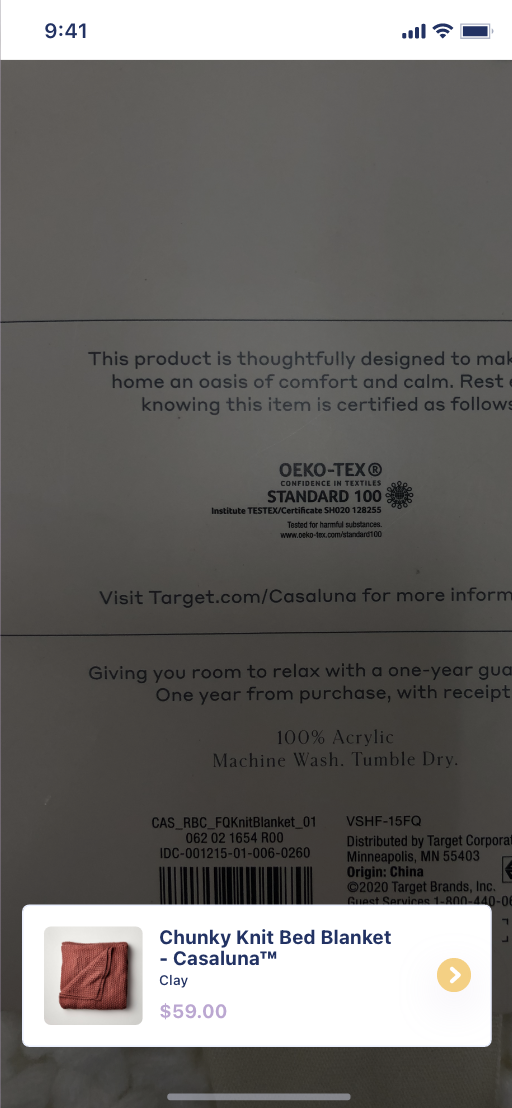 9:41
This product is thoughtfully designed to mak
home an oasis of comfort and calm. Rest
knowing this item is certified as follows
OEKO-TEX®
CONFIDENCE IN TEXTILES
STANDARD 100
Institute TESTEX/Certificate SH020 128255
Tested for harmful substances.
www.oeko-tex.com/standard100
Visit Target.com/Casaluna for more inform
Giving you room to relax with a one-year gua
One year from purchase, with receipt
100% Acrylic
Machine Wash. Tumble Dry.
CAS_RBC_FQKnitBlanket_01
062 02 1654 R00
IDC-001215-01-006-0260
VSHF-15FQ
Distributed by Target Corporat
Minneapolis, MN 55403
Origin: China
©2020 Target Brands, Inc.
Guest Services 1-800-440-06
Chunky Knit Bed Blanket
- Casaluna™
Clay
$59.00